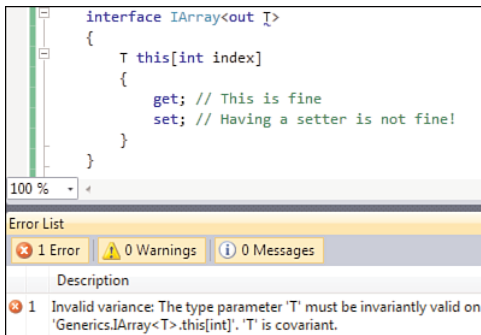 interface IArray<out T>
{
T this[int index]
{
get; // This is fine
set; // Having a setter is not fine!
}
}
100 %
Error List
1 Error 0 Warnings 0 Messages
Description
1 Invalid variance: The type parameter 'T' must be invariantly valid on
'Generics.IArray<T>.this[int]'. 'T' is covariant.